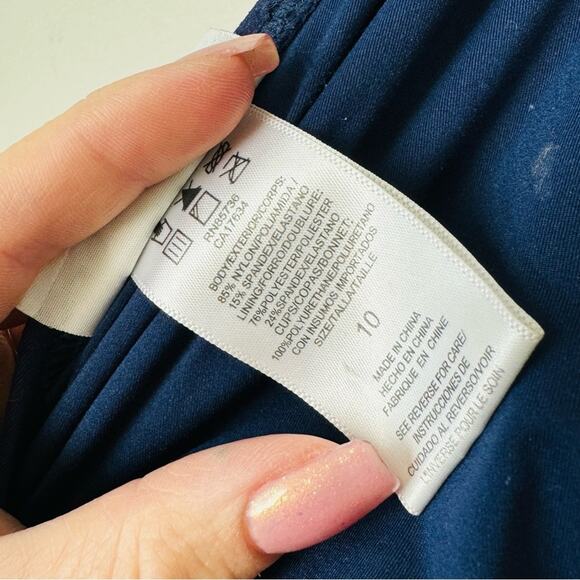 RN85736
CA17634
BODY/EXTERIOR/CORPS:
85% NYLON/POLIAMIDA/
15% SPANDEX/ELASTANO
LINING/FORRO/DOUBLURE:
76%POLYESTER/POLIESTER
24%SPANDEX/ELASTANO
CUPS/COPAS/BONNET:
100%POLYURETHANE/POLIURETANO
CON INSUMOS IMPORTADOS
SIZE/TALLA/TAILLE
10
MADE IN CHINA
HECHO EN CHINA
FABRIQUE EN CHINE
SEE REVERSE FOR CARE/
INSTRUCCIONES DE
CUIDADO AL REVERSO/VOIR
L'INVERSE POUR LE SOIN